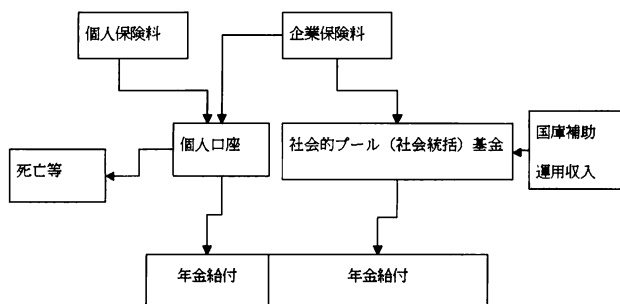 個人保険料
企業保険料
個人口座
社会的プール（社会統括）基金
国庫補助
運用収入
死亡等
年金給付
年金給付